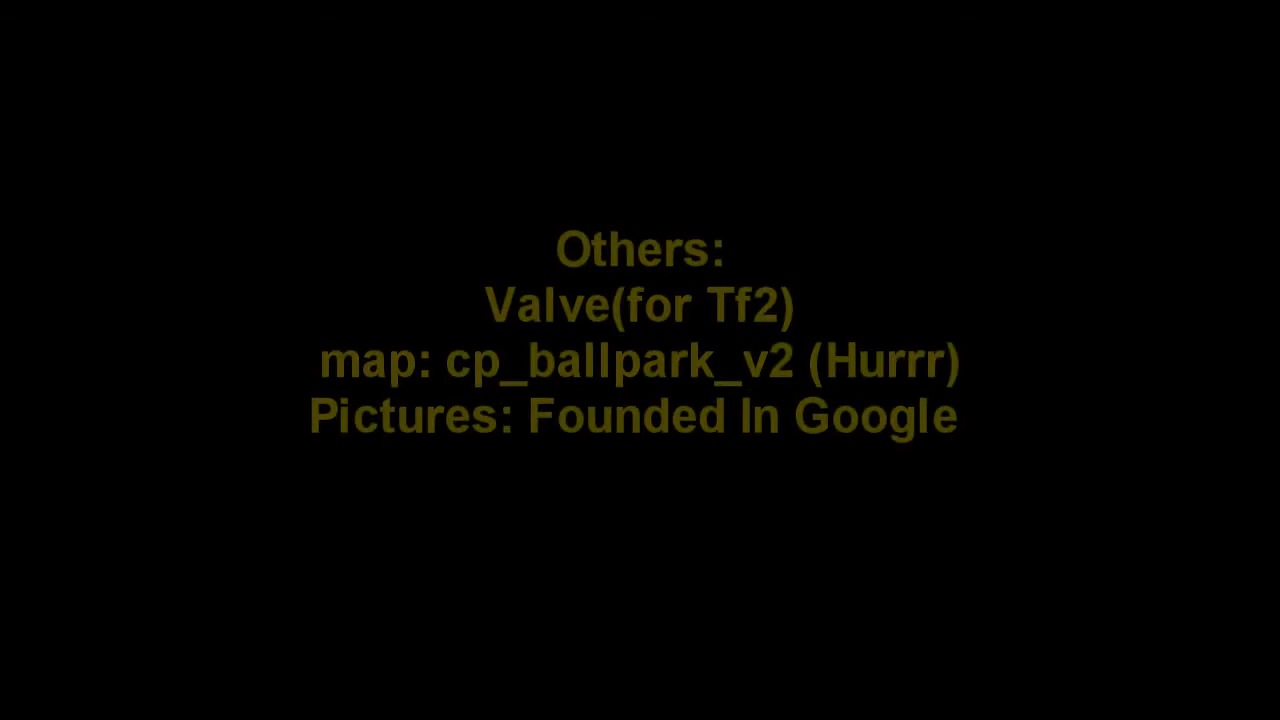 Others:
Valve(for Tf2)
map: cp_ballpark_v2 (Hurrr)
Pictures: Founded In Google